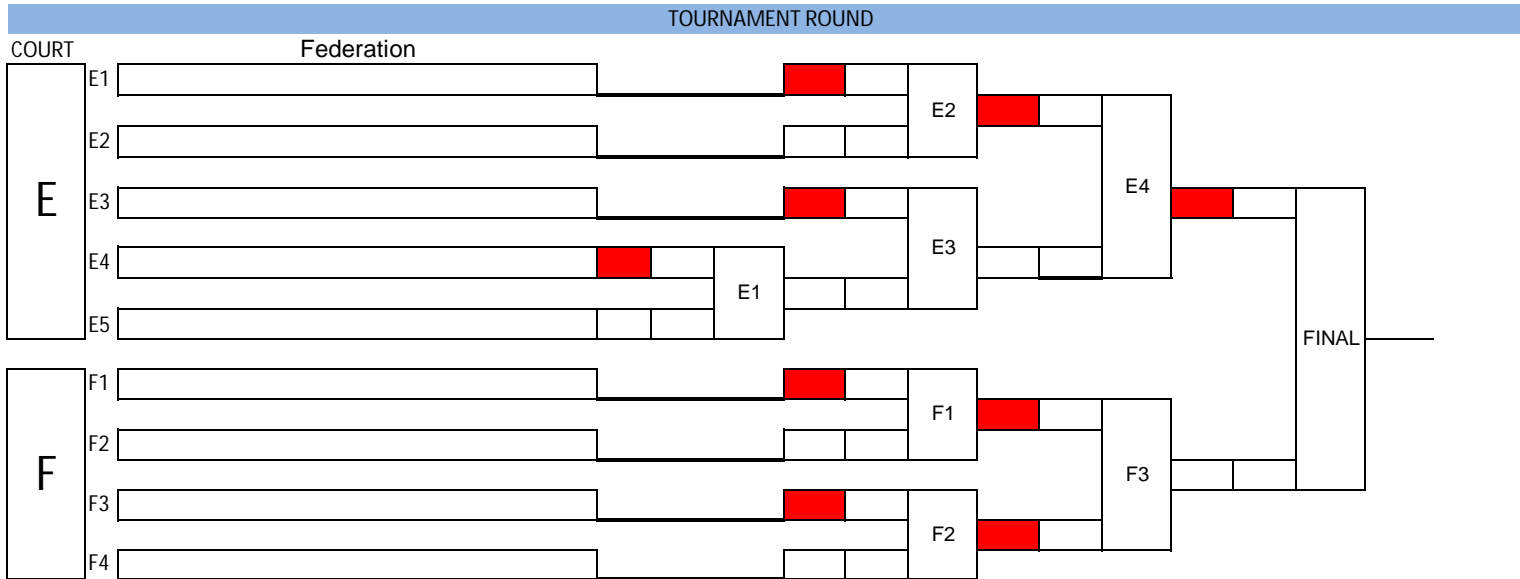 TOURNAMENT ROUND
COURT Federation
E1
E2
E2
E
E3
E4
E4
E3
E1
E5
FINAL
F1
F1
F2
F
F3
F3
F2
F4